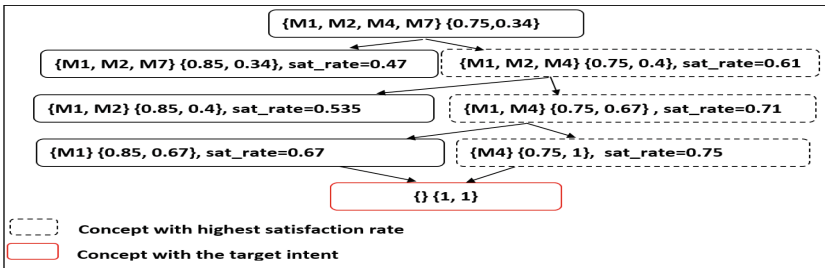 {M1, M2, M4, M7} {0.75,0.34}
{M1, M2, M7} {0.85, 0.34}, sat_rate=0.47
{M1, M2, M4} {0.75, 0.4}, sat_rate=0.61
{M1, M2} {0.85, 0.4}, sat_rate=0.535
{M1, M4} {0.75, 0.67} , sat_rate=0.71
{M1} {0.85, 0.67}, sat_rate=0.67
{M4} {0.75, 1}, sat_rate=0.75
{} {1, 1}
Concept with highest satisfaction rate
Concept with the target intent